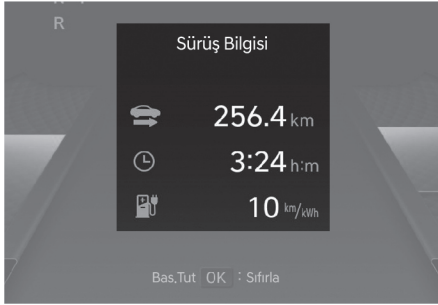 R
Sürüş Bilgisi
256.4 km
3:24 h:m
10 km/kWh
Bas,Tut OK : Sıfırla